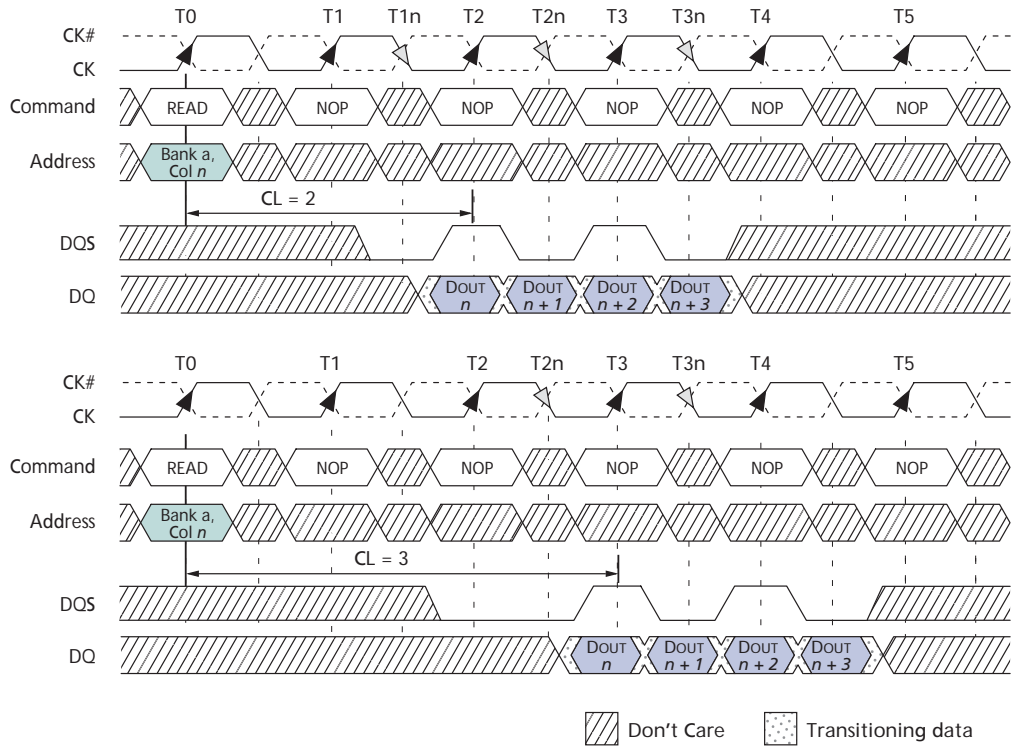 T0 T1 T1n T2 T2n T3 T3n T4 T5
CK#
CK
Command READ NOP NOP NOP NOP NOP
Address Bank a,
Col n
CL = 2
DQS
DQ DOUT n DOUT n + 1 DOUT n + 2 DOUT n + 3
T0 T1 T2 T2n T3 T3n T4 T5
CK#
CK
Command READ NOP NOP NOP NOP NOP
Address Bank a,
Col n
CL = 3
DQS
DQ DOUT n DOUT n + 1 DOUT n + 2 DOUT n + 3
Don't Care Transitioning data